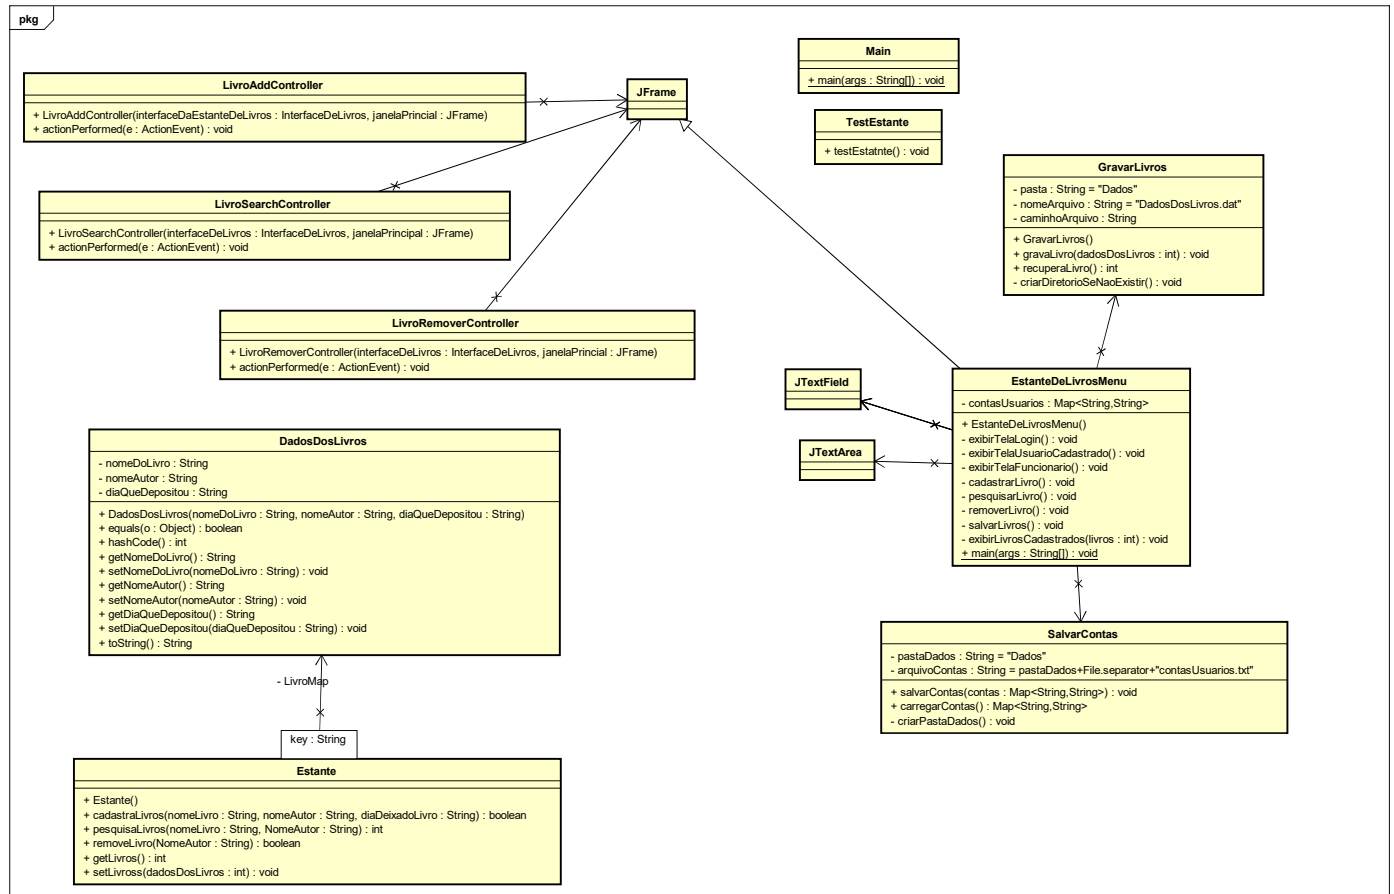 pkg
Main
+ main(args : String[]) : void
LivroAddController
+ LivroAddController(interfaceDaEstanteDeLivros : InterfaceDeLivros, janelaPrincial : JFrame)
+ actionPerformed(e : ActionEvent) : void
JFrame
TestEstante
+ testEstatnte() : void
GravarLivros
- pasta : String = "Dados"
- nomeArquivo : String = "DadosDosLivros.dat"
- caminhoArquivo : String
+ GravarLivros()
+ gravaLivro(dadosDosLivros : int) : void
+ recuperaLivro() : int
- criarDiretorioSeNaoExistir() : void
LivroSearchController
+ LivroSearchController(interfaceDeLivros : InterfaceDeLivros, janelaPrincipal : JFrame)
+ actionPerformed(e : ActionEvent) : void
LivroRemoverController
+ LivroRemoverController(interfaceDeLivros : InterfaceDeLivros, janelaPrincial : JFrame)
+ actionPerformed(e : ActionEvent) : void
JTextField
JTextArea
EstanteDeLivrosMenu
- contasUsuarios : Map<String,String>
+ EstanteDeLivrosMenu()
- exibirTelaLogin() : void
- exibirTelaUsuarioCadastrado() : void
- exibirTelaFuncionario() : void
- cadastrarLivro() : void
- pesquisarLivro() : void
- removerLivro() : void
- salvarLivros() : void
- exibirLivrosCadastrados(livros : int) : void
+ main(args : String[]) : void
DadosDosLivros
- nomeDoLivro : String
- nomeAutor : String
- diaQueDepositou : String
+ DadosDosLivros(nomeDoLivro : String, nomeAutor : String, diaQueDepositou : String)
+ equals(o : Object) : boolean
+ hashCode() : int
+ getNomeDoLivro() : String
+ setNomeDoLivro(nomeDoLivro : String) : void
+ getNomeAutor() : String
+ setNomeAutor(nomeAutor : String) : void
+ getDiaQueDepositou() : String
+ setDiaQueDepositou(diaQueDepositou : String) : void
+ toString() : String
SalvarContas
- pastaDados : String = "Dados"
- arquivoContas : String = pastaDados+File.separator+"contasUsuarios.txt"
+ salvarContas(contas : Map<String,String>) : void
+ carregarContas() : Map<String,String>
- criarPastaDados() : void
- LivroMap
key : String
Estante
+ Estante()
+ cadastraLivros(nomeLivro : String, nomeAutor : String, diaDeixadoLivro : String) : boolean
+ pesquisaLivros(nomeLivro : String, NomeAutor : String) : int
+ removeLivro(NomeAutor : String) : boolean
+ getLivros() : int
+ setLivross(dadosDosLivros : int) : void